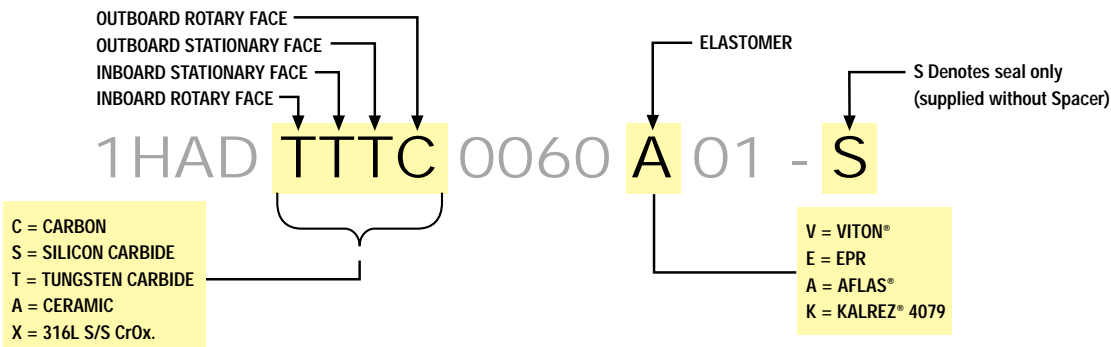 OUTBOARD ROTARY FACE
OUTBOARD STATIONARY FACE
INBOARD STATIONARY FACE
INBOARD ROTARY FACE
ELASTOMER
S Denotes seal only
(supplied without Spacer)
1HAD TTTC 0060 A 01 - S
C = CARBON
S = SILICON CARBIDE
T = TUNGSTEN CARBIDE
A = CERAMIC
X = 316L S/S CrOx.
V = VITON®
E = EPR
A = AFLAS®
K = KALREZ® 4079